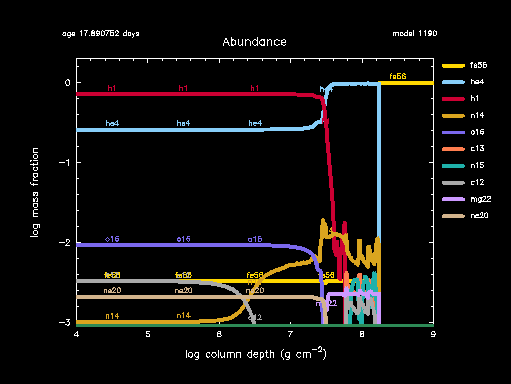 age 17.690752 days
model 1190
Abundance
fe56
he4
h1
n14
o16
c13
n15
c12
mg22
ne20
log mass fraction
0
−1
−2
−3
h1 h1 h1
he4 he4 he4
fe56
o16 o16 o16
fe56 fe56 fe56
ne20 ne20 ne20
n14 n14
c12
4 5 6 7 8 9
log column depth (g cm⁻²)